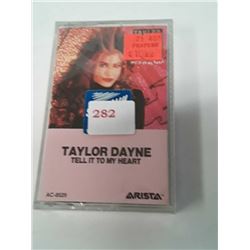 282
TAYLOR DAYNE
TELL IT TO MY HEART
AC-8529
ARISTA